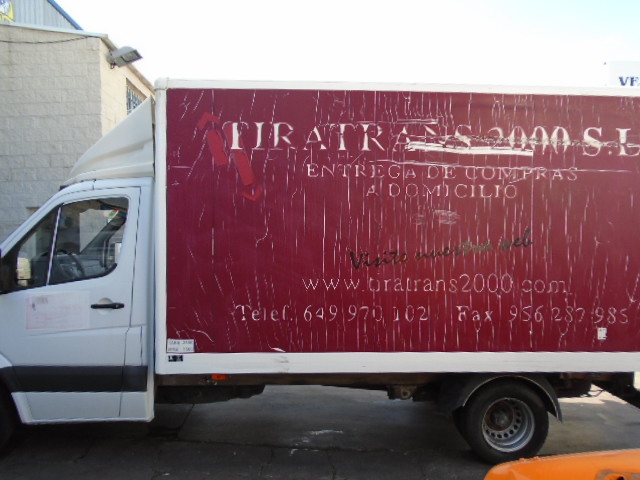 VE
TIRATRANS 2000 S.L
ENTREGA DE COMPRAS
A DOMICILIO
Visite nuestra web
www.tiratrans2000.com
Telef. 649 970 102 Fax 956 287 985